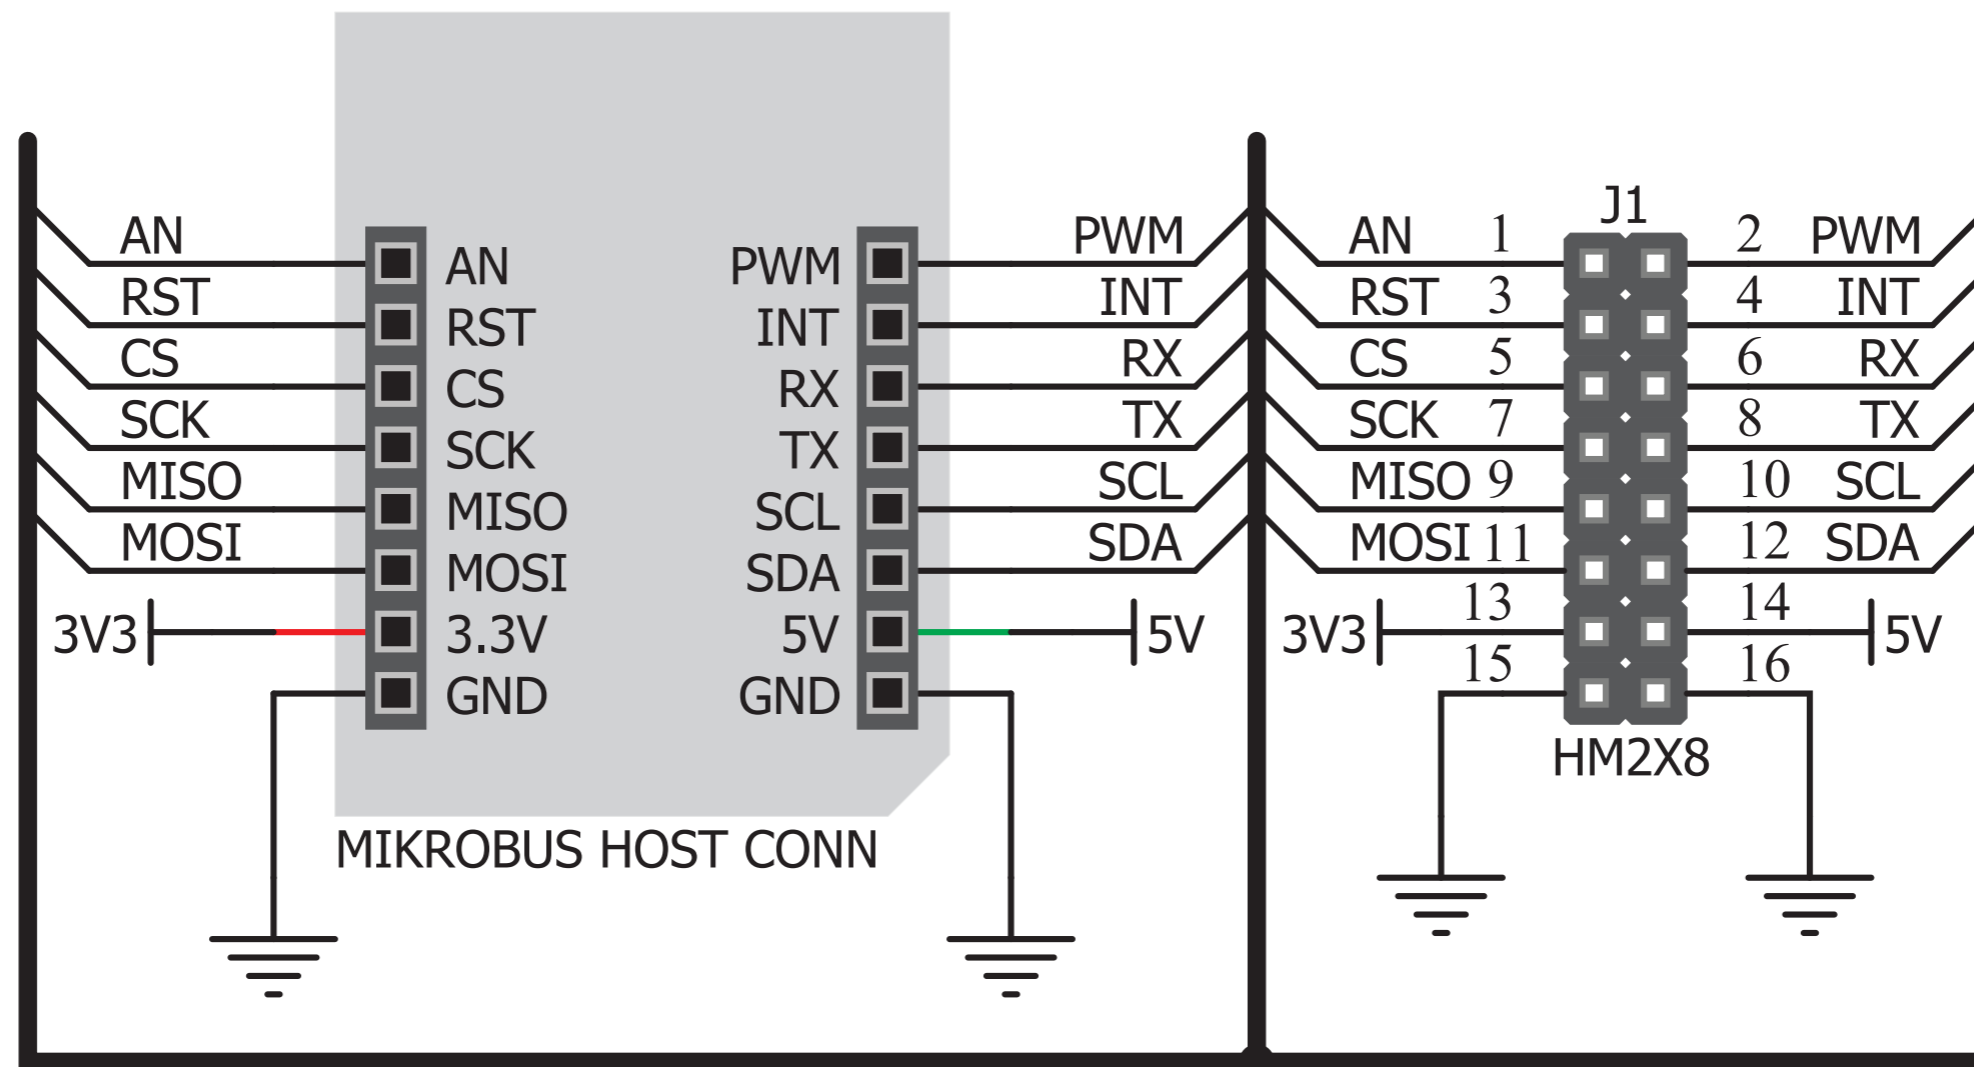 J1
AN AN PWM PWM AN 1 2 PWM
RST RST INT INT RST 3 4 INT
CS CS RX RX CS 5 6 RX
SCK SCK TX TX SCK 7 8 TX
MISO MISO SCL SCL MISO 9 10 SCL
MOSI MOSI SDA SDA MOSI 11 12 SDA
3V3 3.3V 5V 5V 3V3 13 14 5V
GND GND 15 16
HM2X8
MIKROBUS HOST CONN